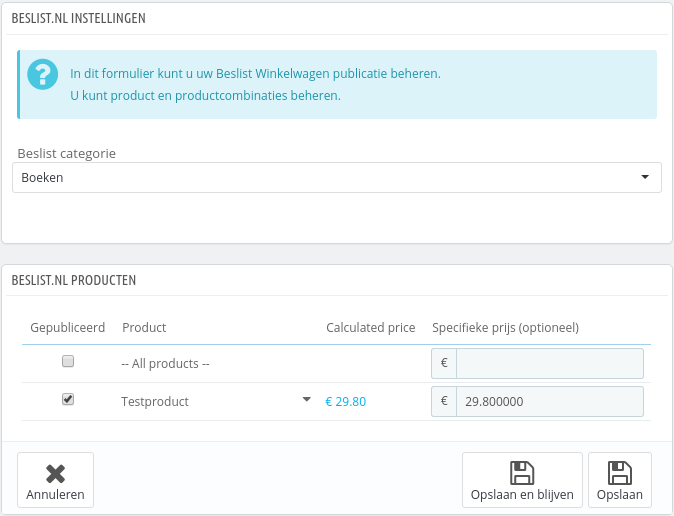 BESLIST.NL INSTELLINGEN
In dit formulier kunt u uw Beslist Winkelwagen publicatie beheren.
U kunt product en productcombinaties beheren.
Beslist categorie
Boeken
BESLIST.NL PRODUCTEN
Gepubliceerd Product Calculated price Specifieke prijs (optioneel)
-- All products -- €
Testproduct € 29.80 € 29.800000
Annuleren Opslaan en blijven Opslaan